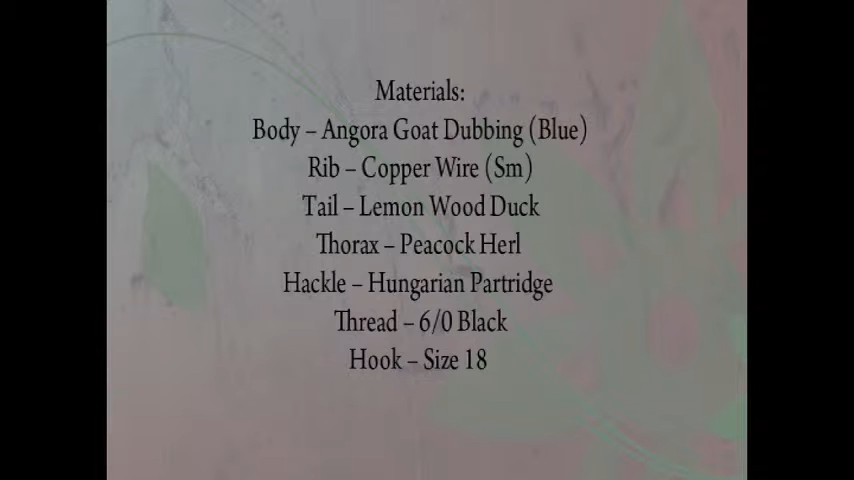 Materials:
Body – Angora Goat Dubbing (Blue)
Rib – Copper Wire (Sm)
Tail – Lemon Wood Duck
Thorax – Peacock Herl
Hackle – Hungarian Partridge
Thread – 6/0 Black
Hook – Size 18